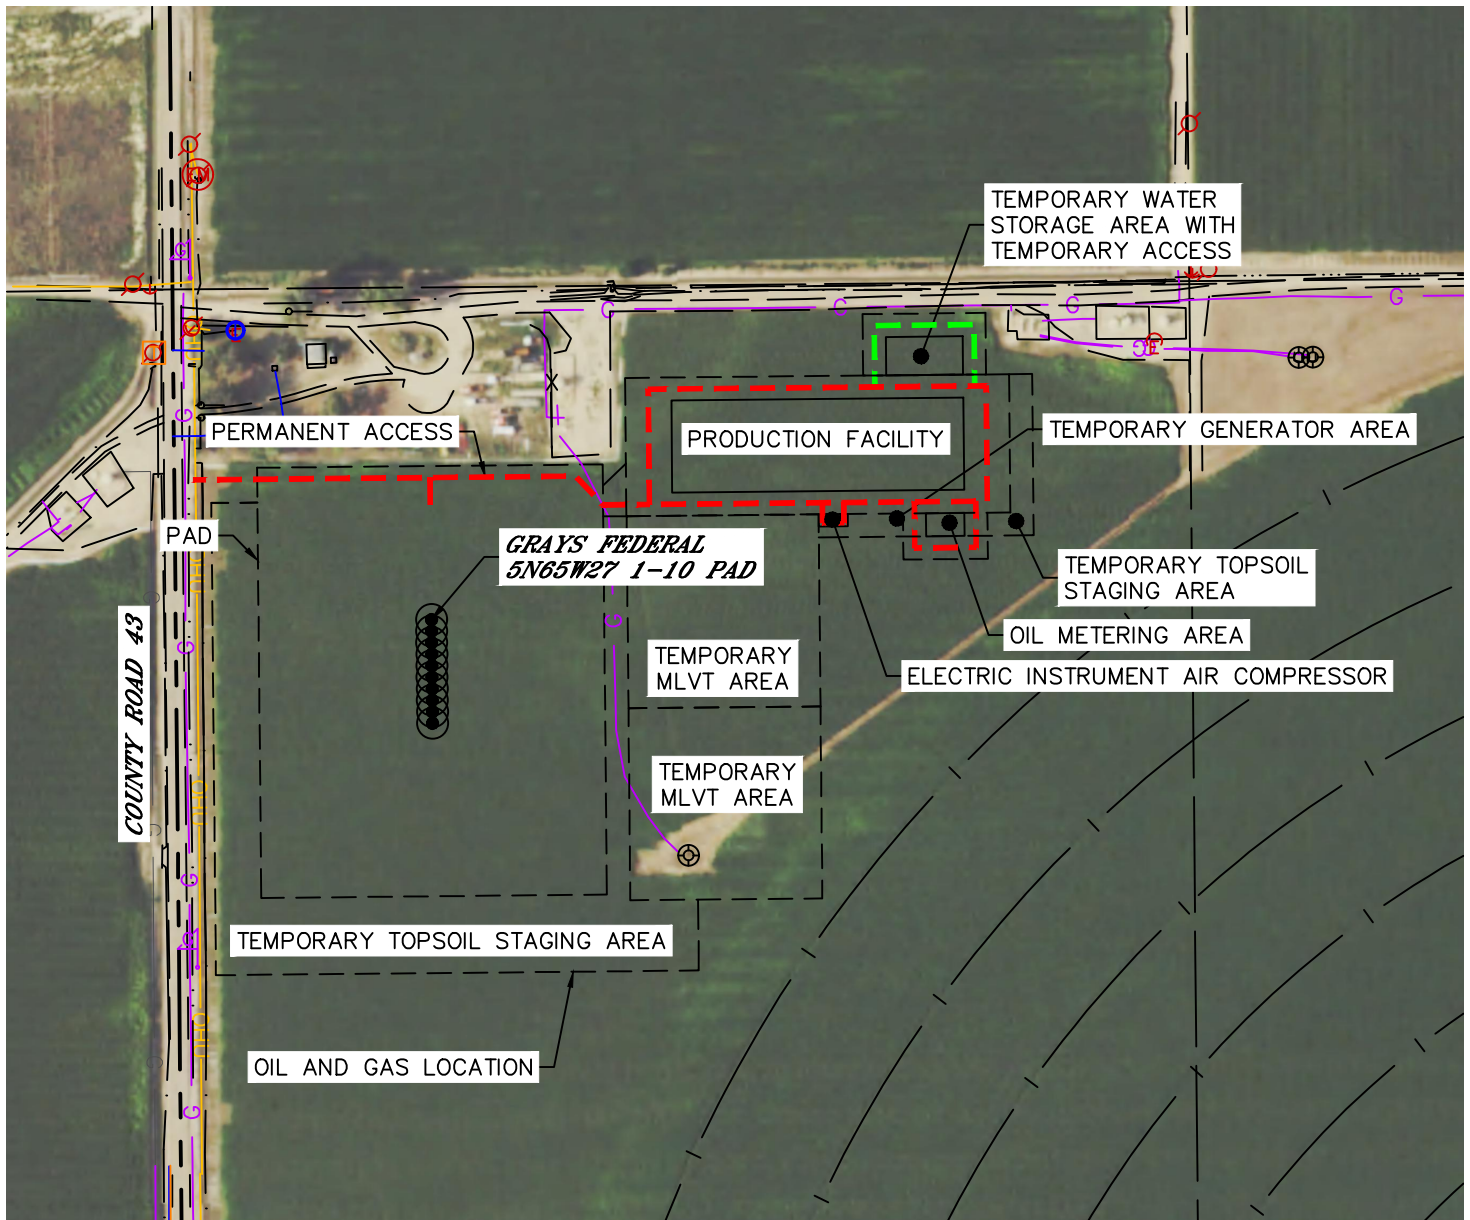 TEMPORARY WATER
STORAGE AREA WITH
TEMPORARY ACCESS
G
G
G
G
PERMANENT ACCESS
PRODUCTION FACILITY
TEMPORARY GENERATOR AREA
PAD
GRAYS FEDERAL
5N65W27 1-10 PAD
TEMPORARY TOPSOIL
STAGING AREA
OIL METERING AREA
ELECTRIC INSTRUMENT AIR COMPRESSOR
TEMPORARY
MLVT AREA
TEMPORARY
MLVT AREA
COUNTY ROAD 43
G
G
G
G
G
TEMPORARY TOPSOIL STAGING AREA
OIL AND GAS LOCATION
OHU
OHU